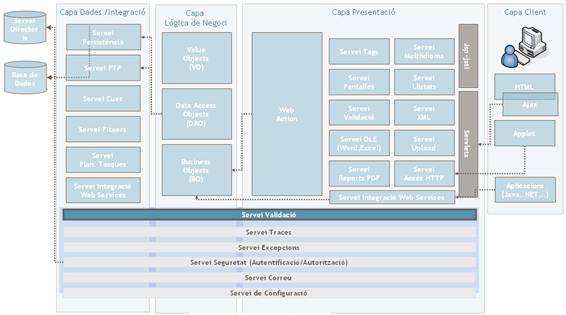 Capa Dades /Integració
Capa
Lógica de Negoci
Capa Presentació
Capa Client
Servei
Directori
s
Base de
Dades
Servei
Persistència
Servei FTP
Servei Cues
Servei Fitxers
Servei
Plan. Tasques
Servei Integració
Web Services
Value
Objects
(VO)
Data Access
Objects
(DAO)
Business
Objects
(BO)
Web
Action
Servei Tags
Servei
Pantalles
Servei
Validació
Servei OLE
(Word,Excel)
Servei
Reports PDF
Servei
Multiidioma
Servei
Llistats
Servei
XML
Servei
Upload
Servei
Accés HTTP
Servei Integració Web Services
Jsp-jstl
Servlets
HTML
Ajax
Applet
Aplicacions
(Java, .NET,..)
Servei Validació
Servei Traces
Servei Excepcions
Servei Seguretat (Autentificació/Autorització)
Servei Correu
Servei de Configuració